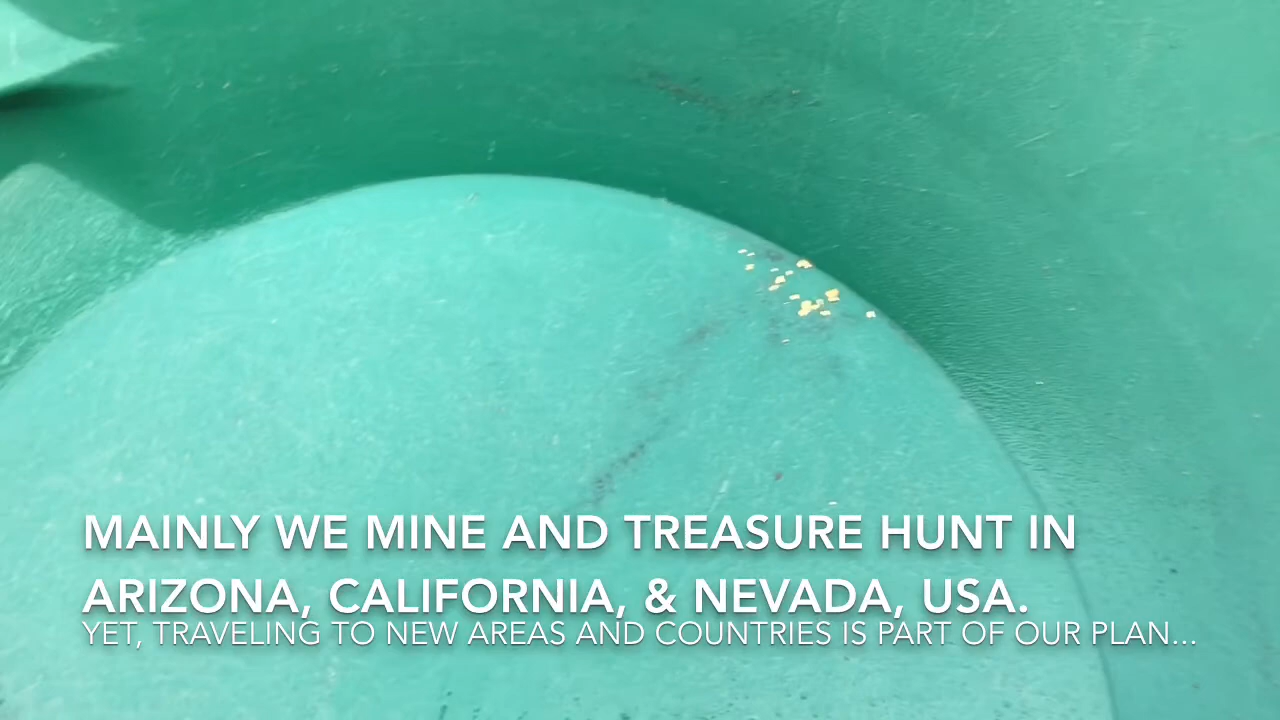 MAINLY WE MINE AND TREASURE HUNT IN
ARIZONA, CALIFORNIA, & NEVADA, USA.
YET, TRAVELING TO NEW AREAS AND COUNTRIES IS PART OF OUR PLAN...